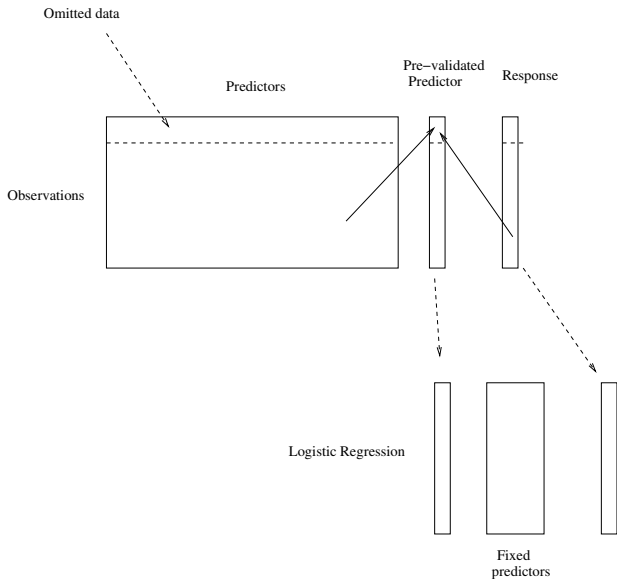 Omitted data
Pre−validated
Predictor
Response
Predictors
Observations
Logistic Regression
Fixed
predictors